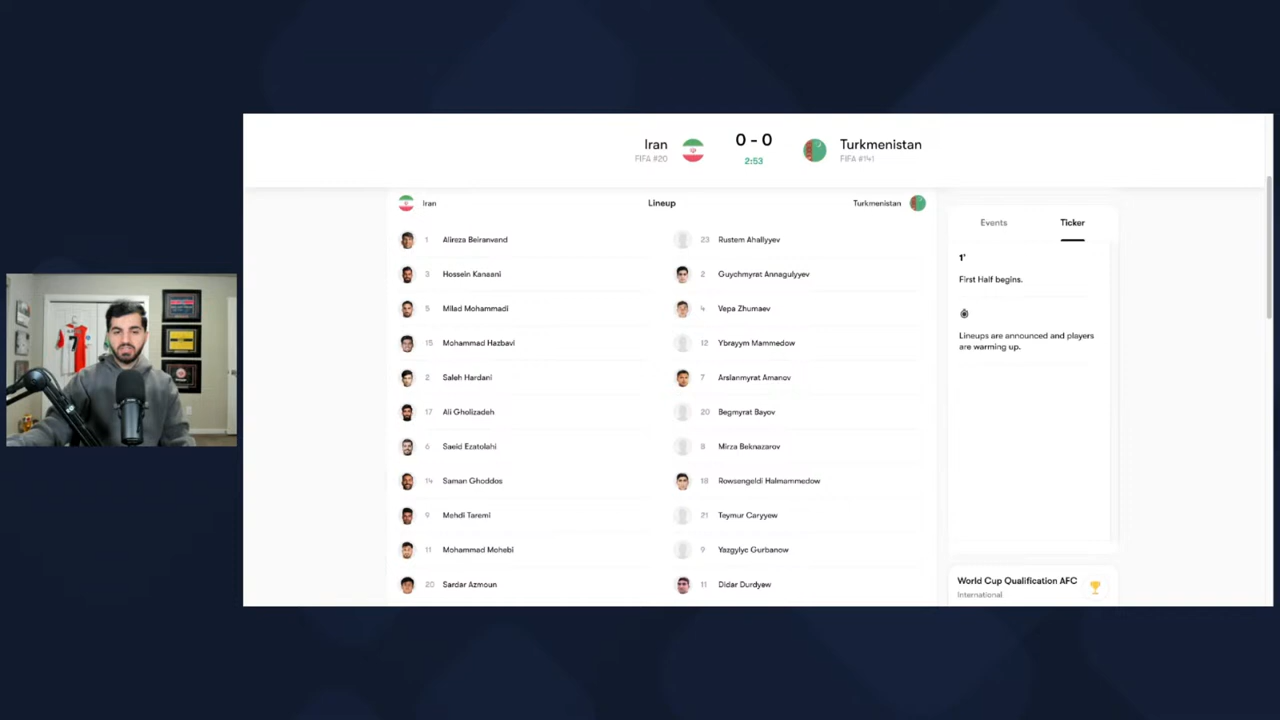 Iran
FIFA #20
0 - 0
2:53
Turkmenistan
FIFA #141
Iran
Lineup
Turkmenistan
1 Alireza Beiranvand
23 Rustem Ahallyyev
3 Hossein Kanaani
2 Guychmyrat Annagulyyev
5 Milad Mohammadi
4 Vepa Zhumaev
15 Mohammad Hazbavi
12 Ybrayym Mammedow
2 Saleh Hardani
7 Arslanmyrat Amanov
17 Ali Gholizadeh
20 Begmyrat Bayov
6 Saeid Ezatolahi
8 Mirza Beknazarov
14 Saman Ghoddos
18 Rowsangeldi Halmammedow
9 Mehdi Taremi
21 Teymur Caryyew
11 Mohammad Mohebi
9 Yazgylyc Gurbanow
20 Sardar Azmoun
11 Didar Durdyew
Events
Ticker
1'
First Half begins.
Lineups are announced and players
are warming up.
World Cup Qualification AFC
International
7